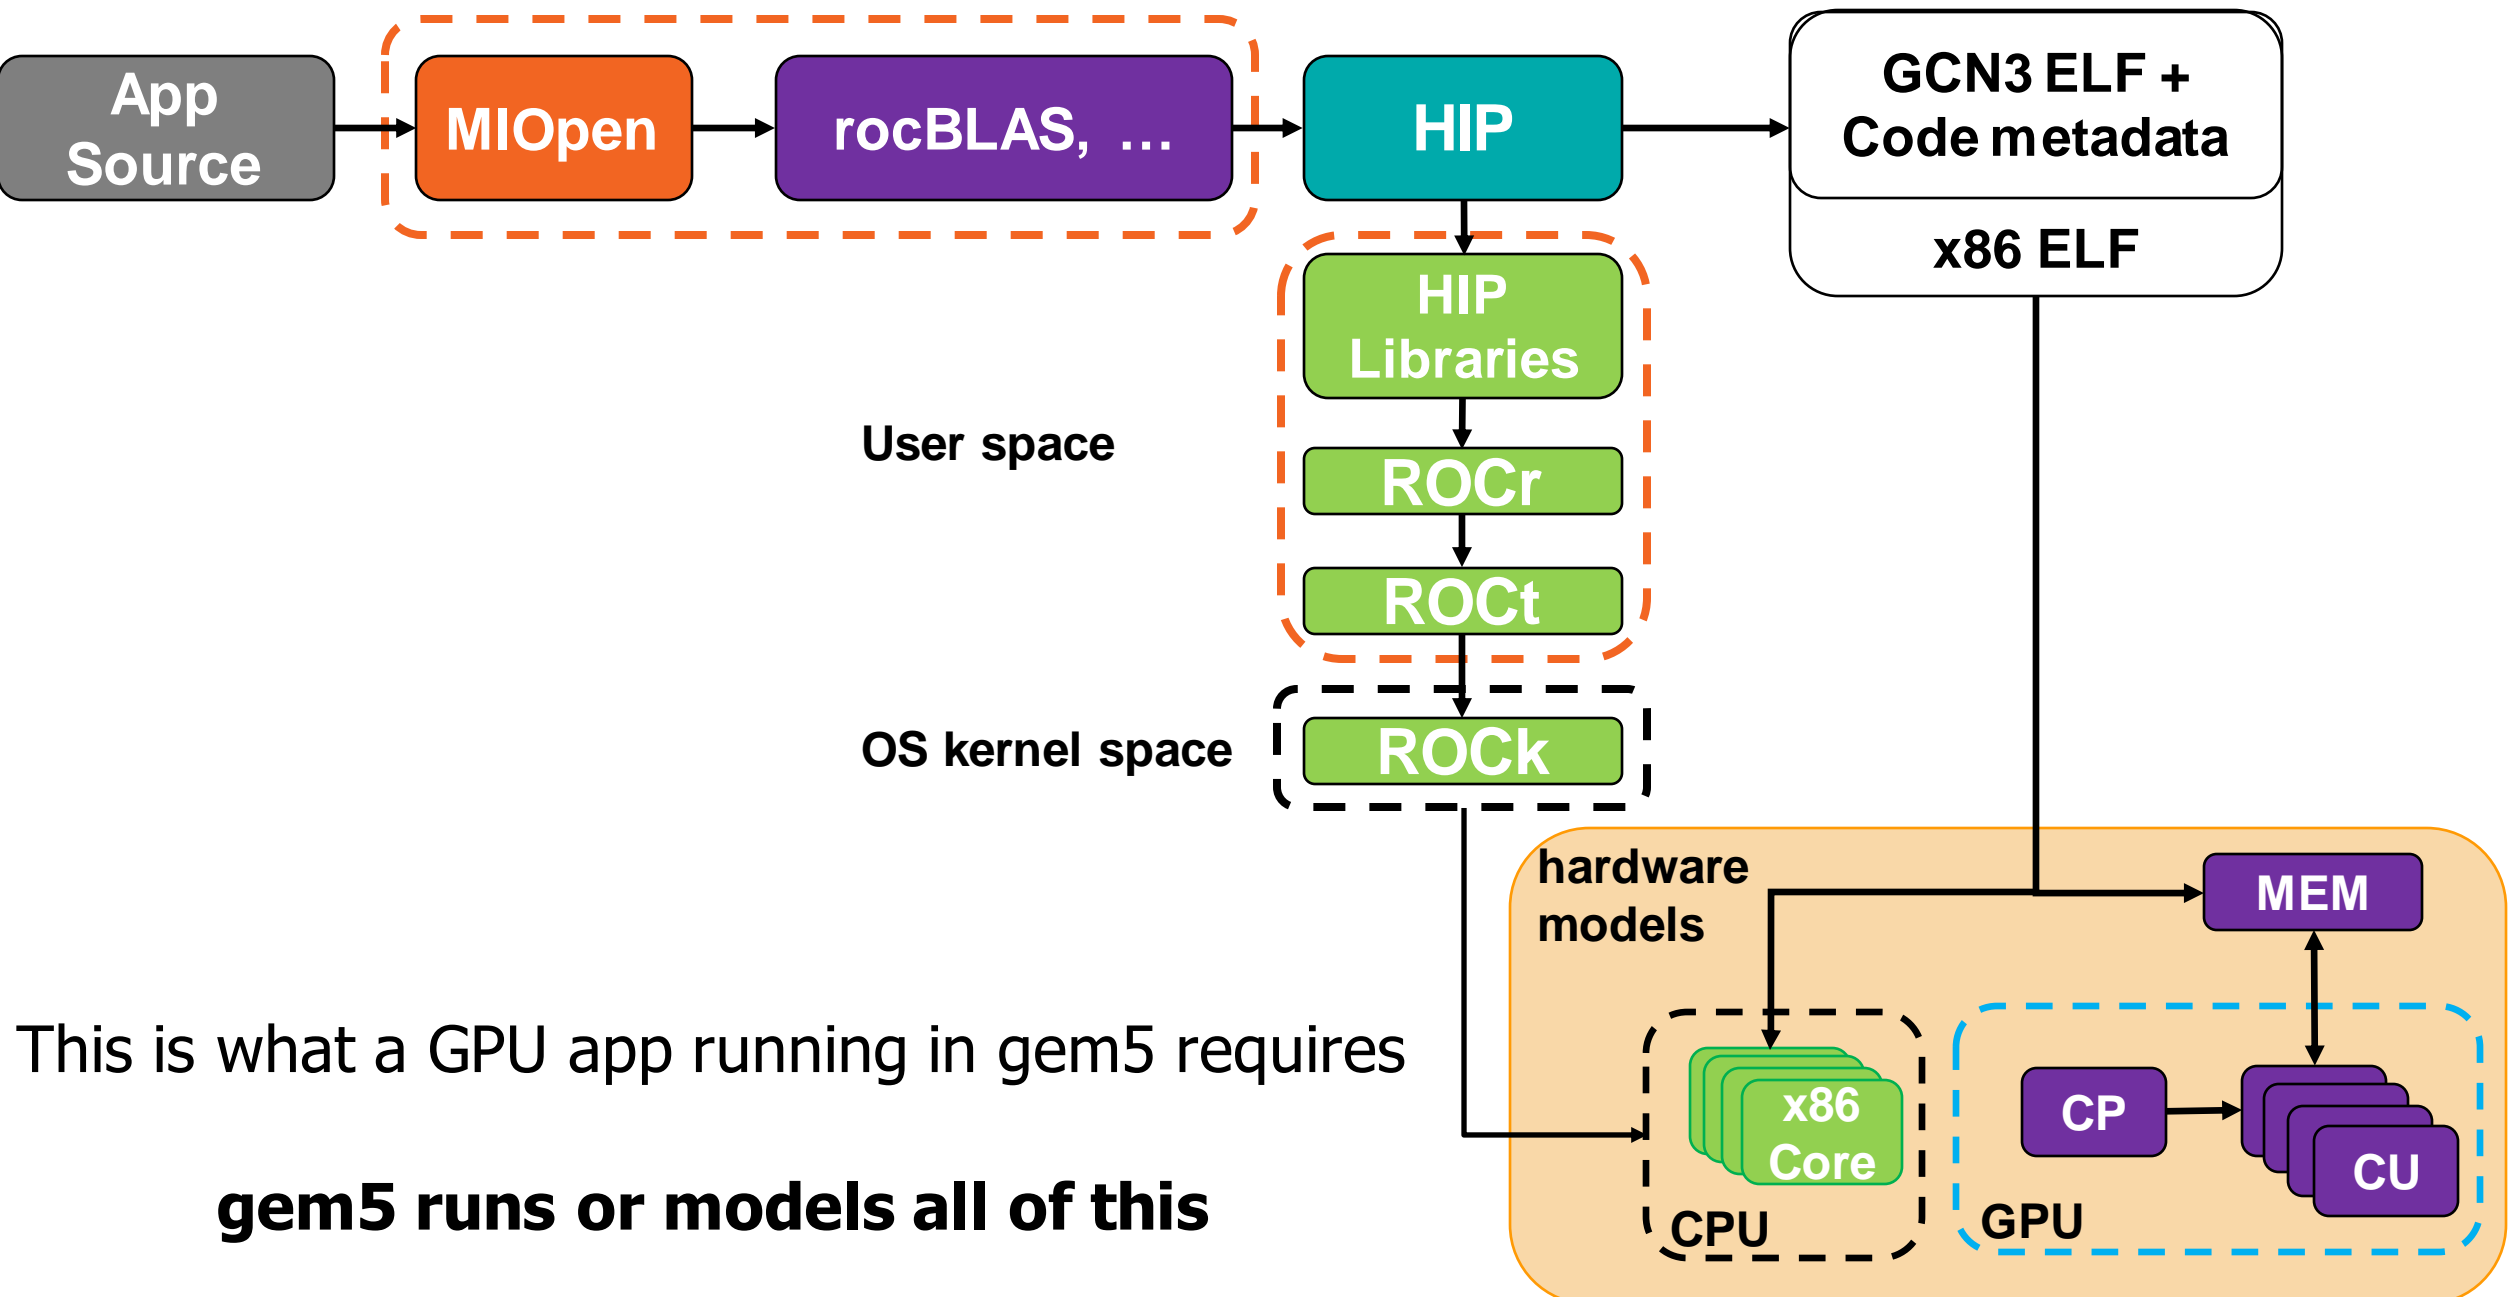 App
Source
MIOpen
rocBLAS, ...
HIP
GCN3 ELF +
Code metadata
x86 ELF
HIP
Libraries
User space
ROCr
ROCt
OS kernel space
ROCk
hardware
models
MEM
This is what a GPU app running in gem5 requires
x86
Core
CP
CU
gem5 runs or models all of this
CPU
GPU